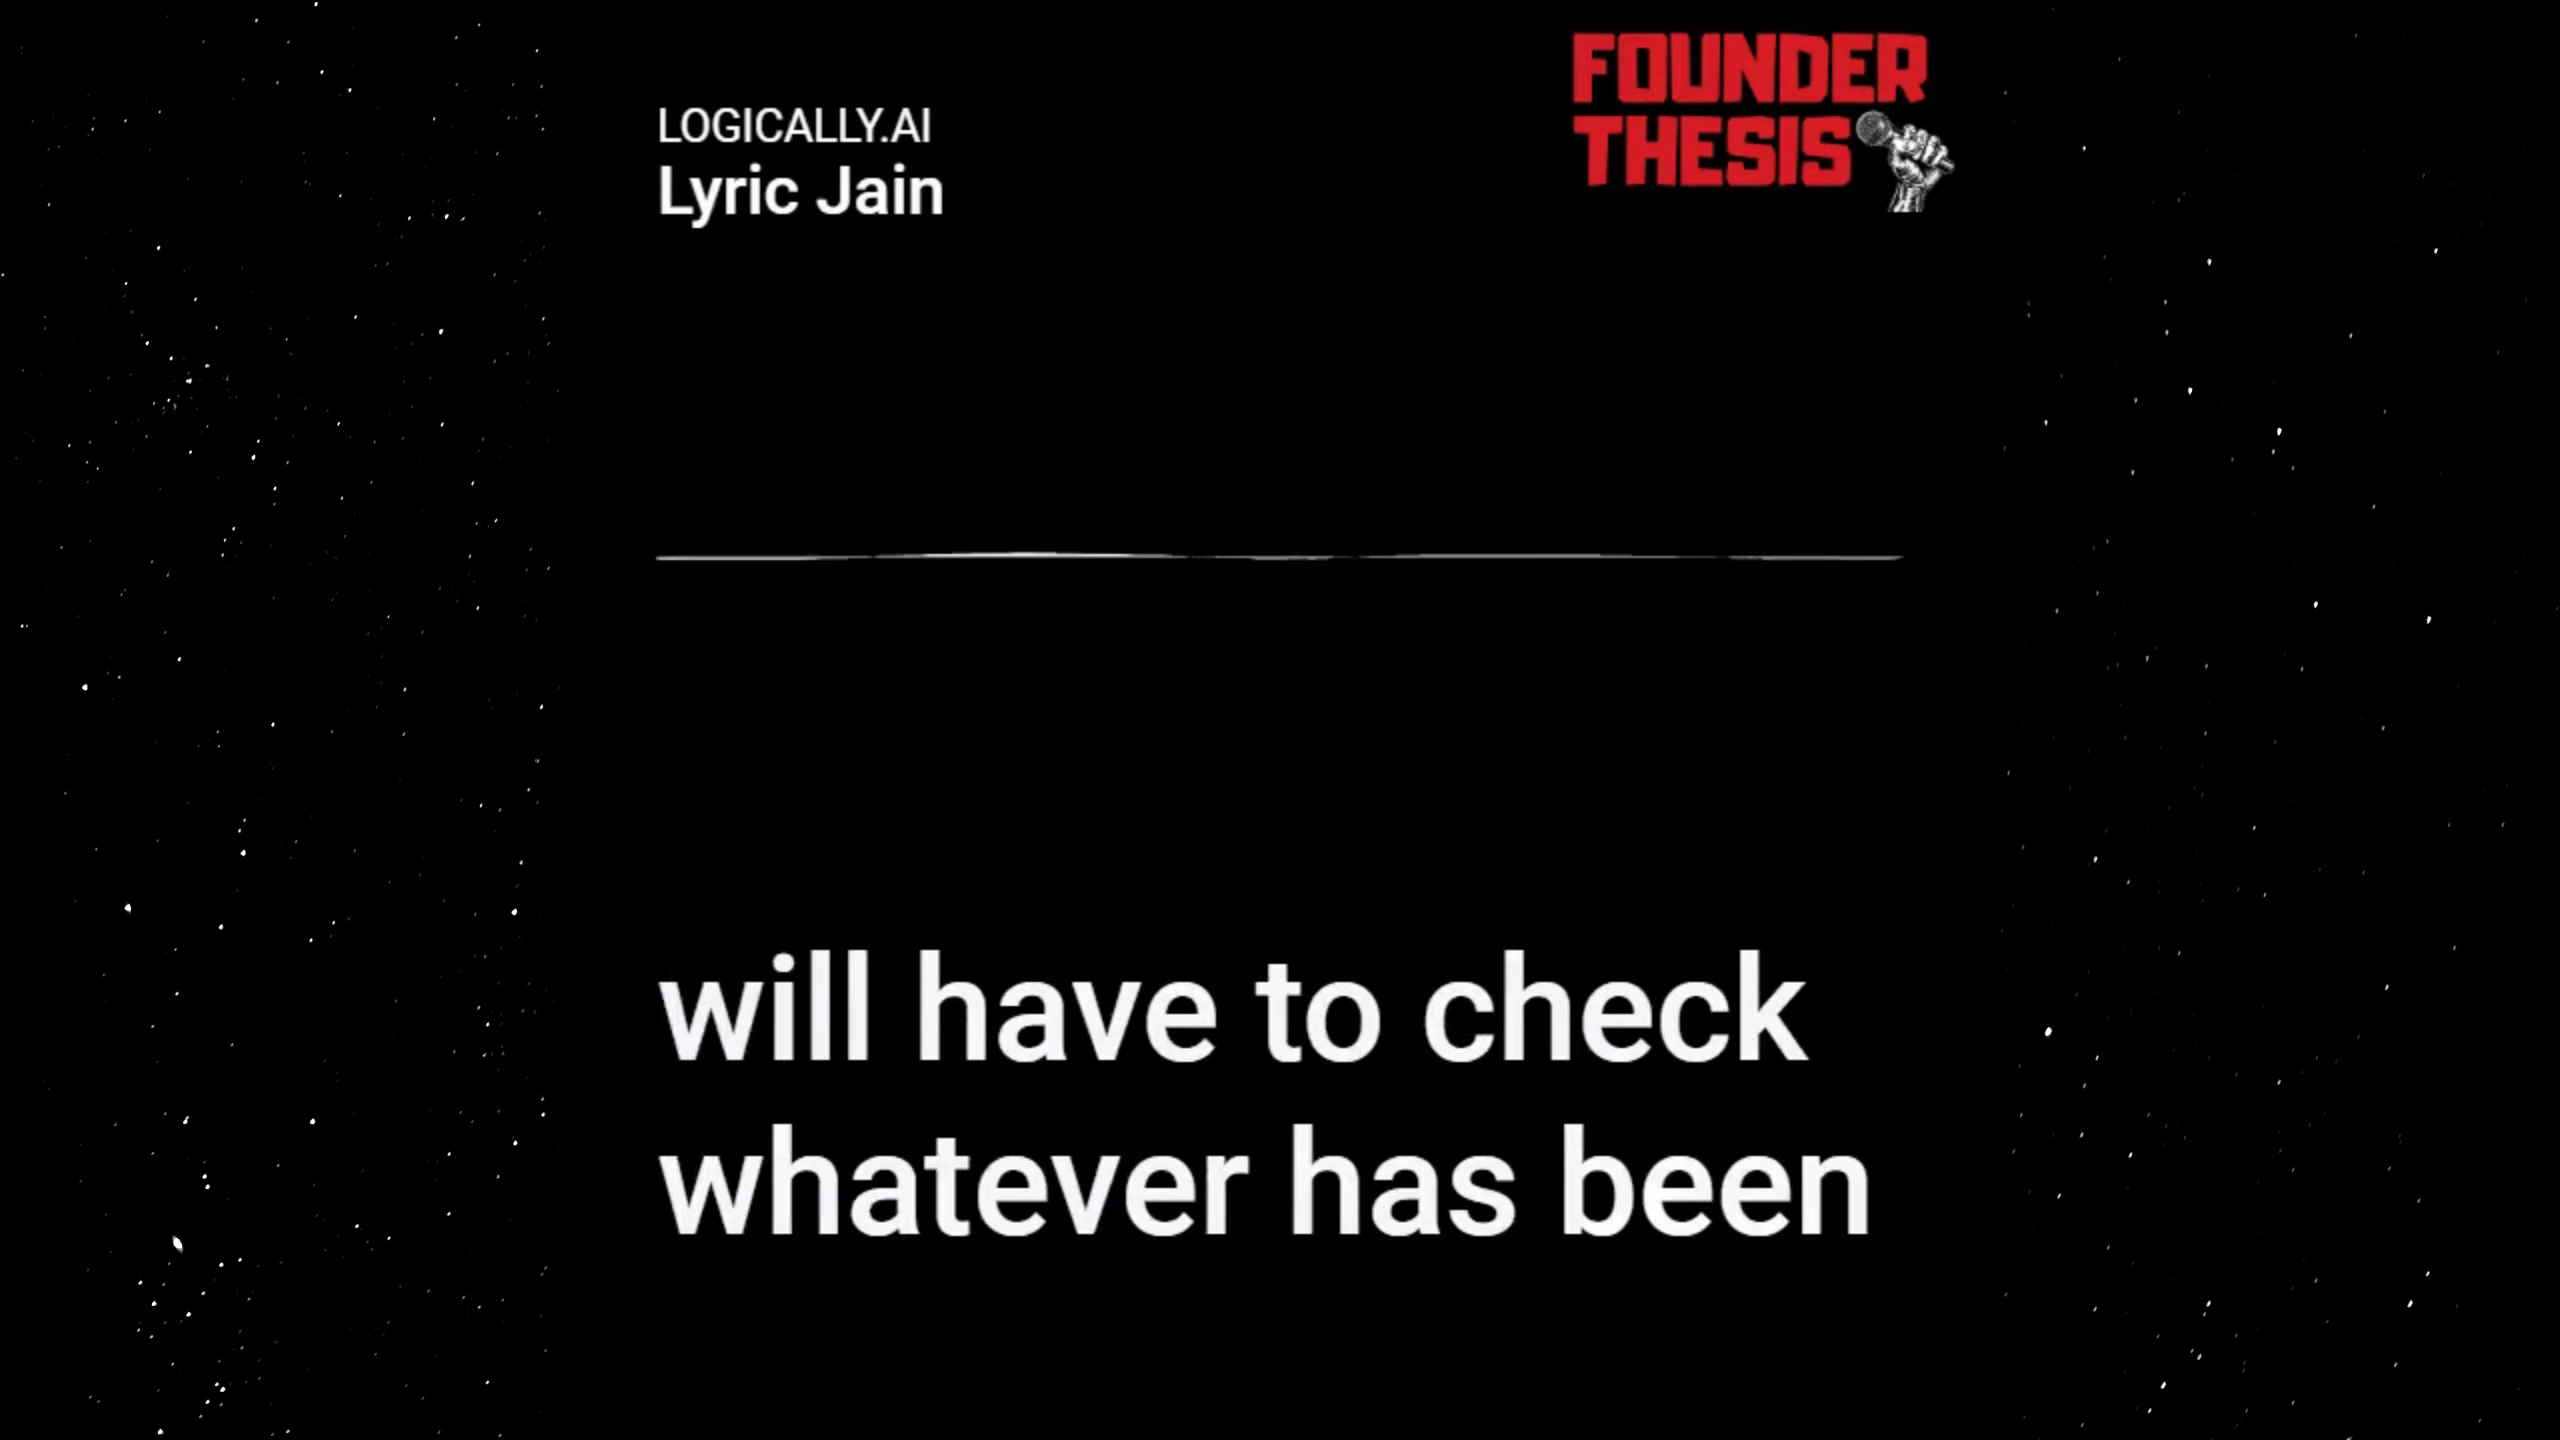 LOGICALLY.AI
Lyric Jain
FOUNDER
THESIS
will have to check
whatever has been